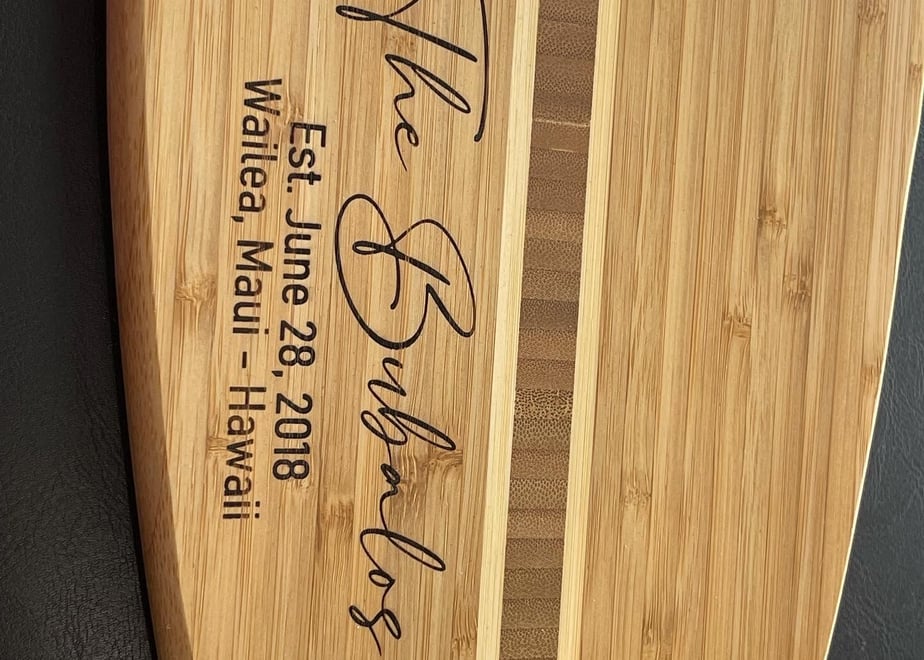 The Bubalos
Est. June 28, 2018
Wailea, Maui - Hawaii